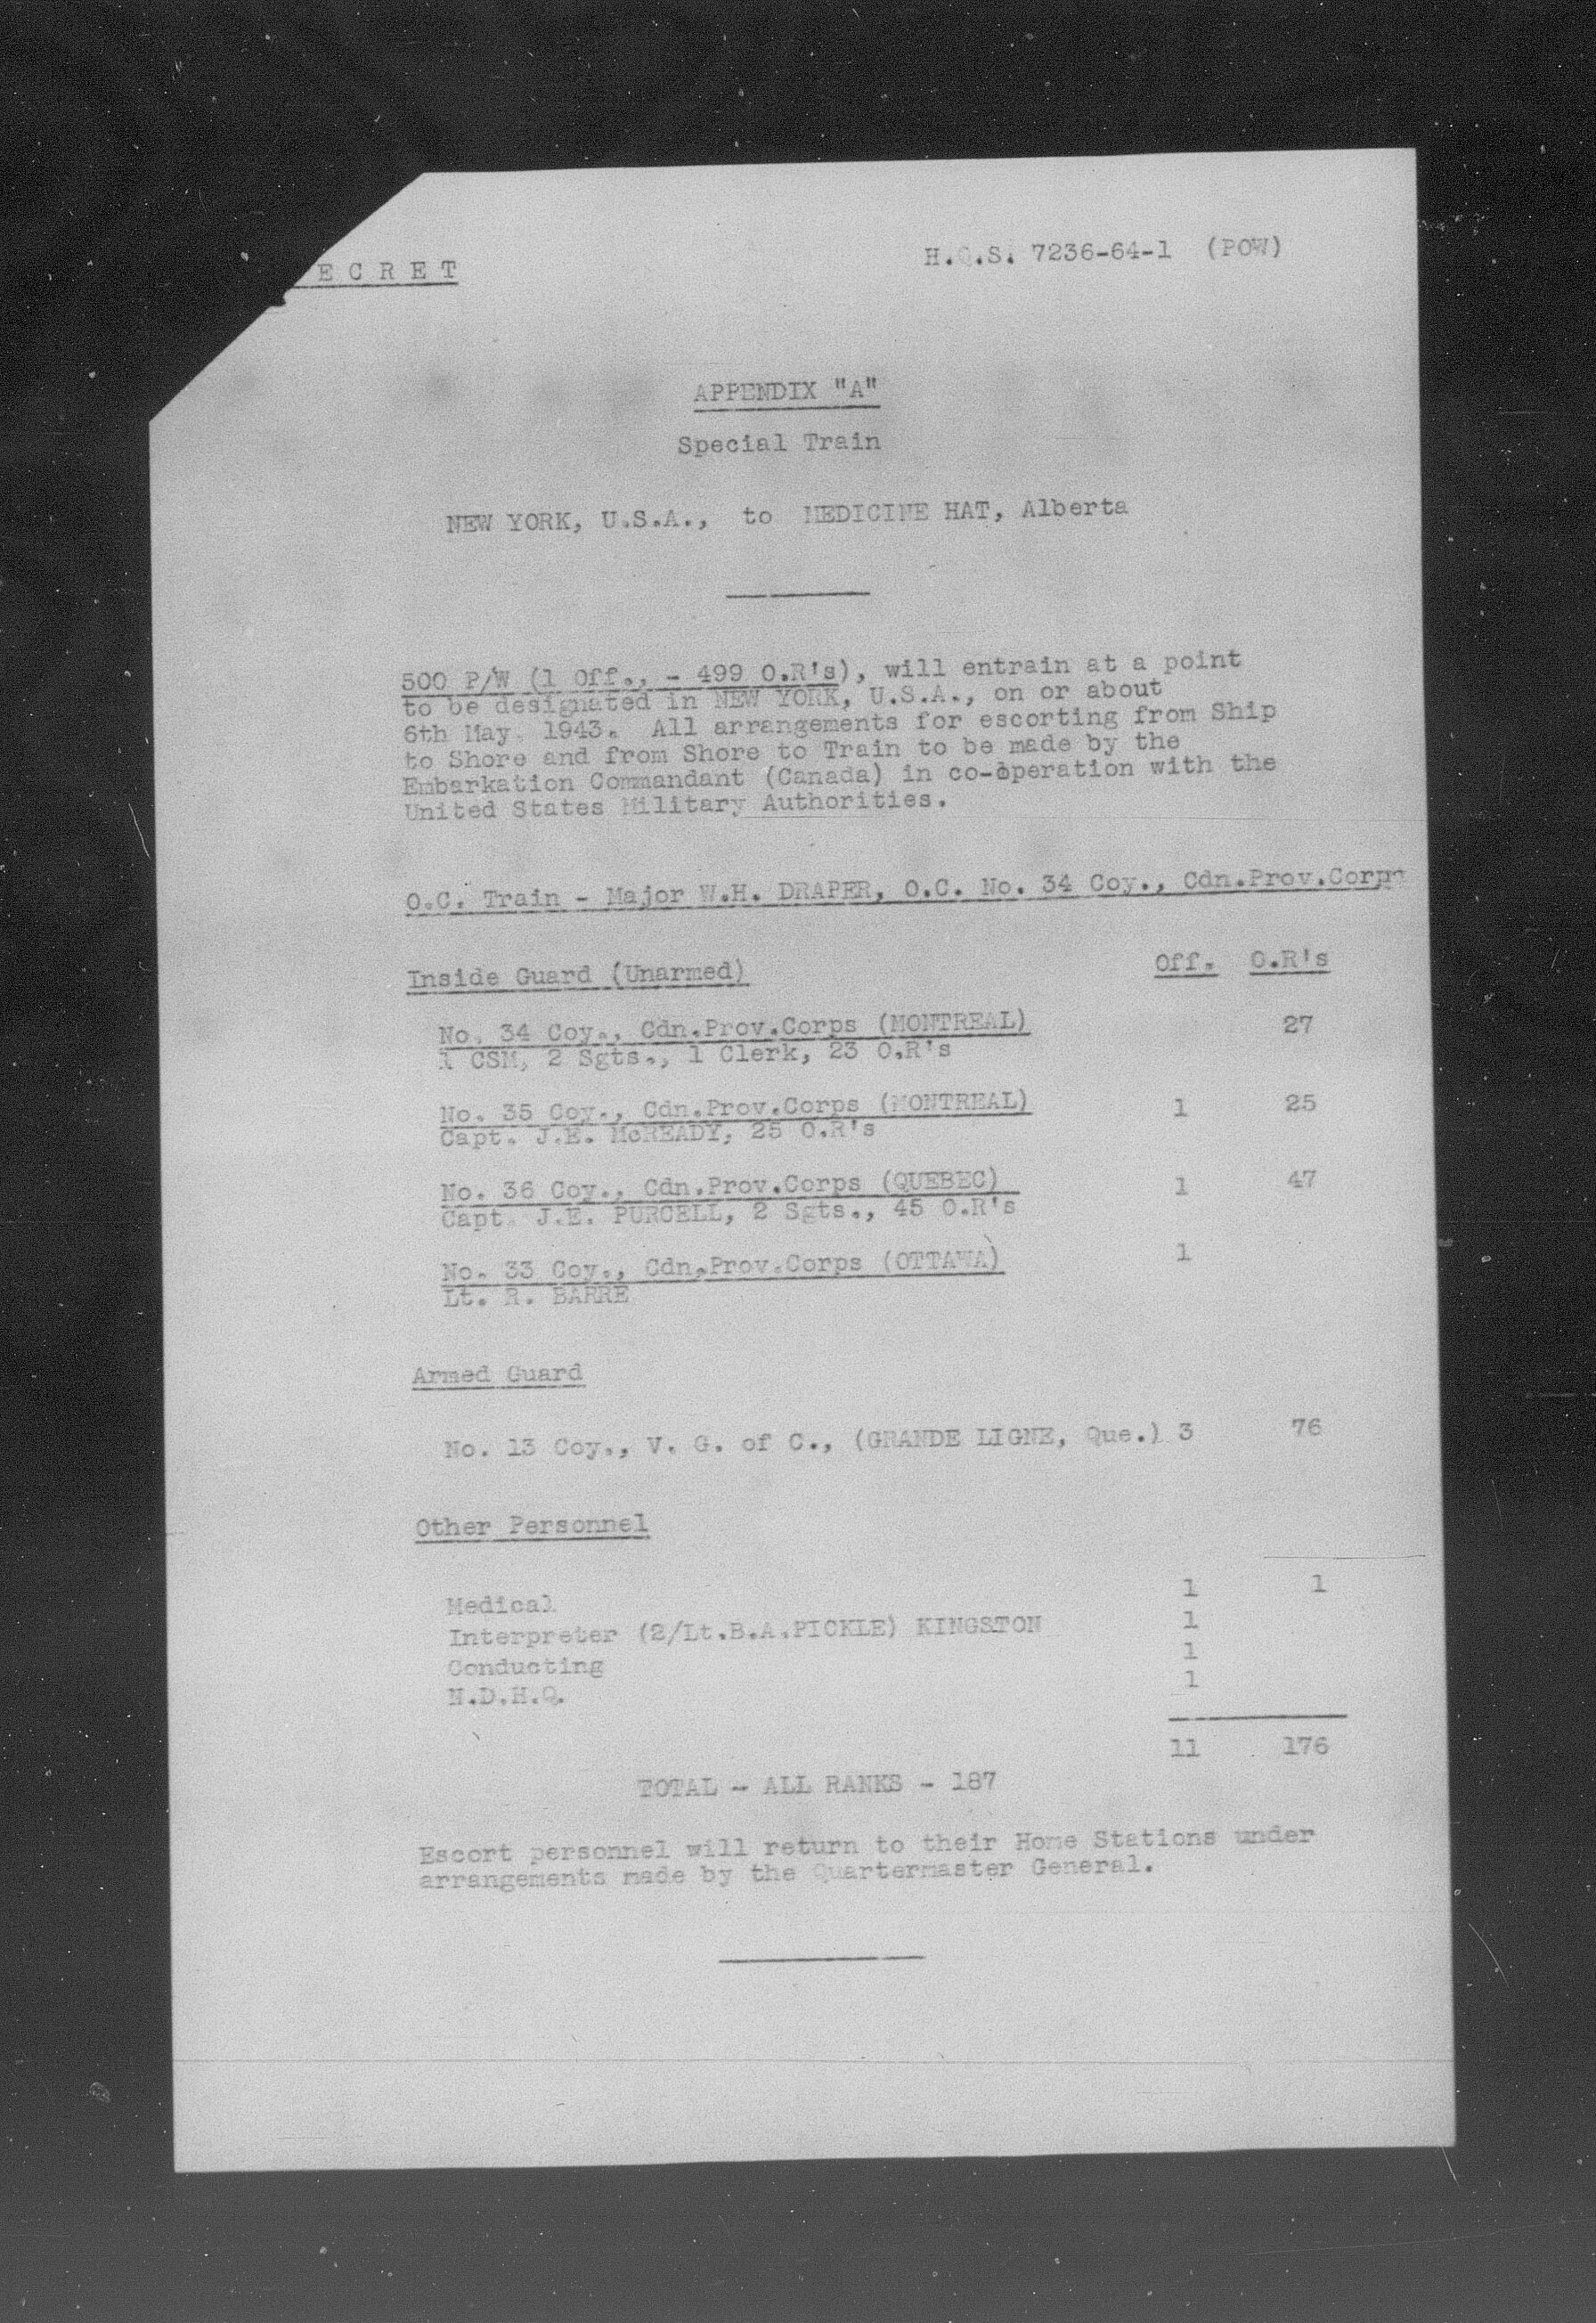 ECRET
H.Q.S. 7236-64-1 (POW)
APPENDIX "A"
Special Train
NEW YORK, U.S.A., to MEDICINE HAT, Alberta
500 P/W (1 Off., - 499 O.R's), will entrain at a point
to be designated in NEW YORK, U.S.A., on or about
6th May. 1943. All arrangements for escorting from Ship
to Shore and from Shore to Train to be made by the
Embarkation Commandant (Canada) in co-operation with the
United States Military Authorities.
O.C. Train - Major W.H. DRAPER, O.C. No. 34 Coy., Cdn.Prov.Corps
Inside Guard (Unarmed) Off. O.R's
No. 34 Coy., Cdn.Prov.Corps (MONTREAL) 27
1 CSM, 2 Sgts., 1 Clerk, 23 O.R's
No. 35 Coy., Cdn.Prov.Corps (MONTREAL) 1 25
Capt. J.E. McREADY, 25 O.R's
No. 36 Coy., Cdn.Prov.Corps (QUEBEC) 1 47
Capt. J.E. PURCELL, 2 Sgts., 45 O.R's
No. 33 Coy., Cdn.Prov.Corps (OTTAWA) 1
Lt. R. BARRE
Armed Guard
No. 13 Coy., V. G. of C., (GRANDE LIGNE, Que.) 3 76
Other Personnel
Medical 1 1
Interpreter (2/Lt.B.A.PICKLE) KINGSTON 1
Conducting 1
N.D.H.Q. 1
11 176
TOTAL - ALL RANKS - 187
Escort personnel will return to their Home Stations under
arrangements made by the Quartermaster General.